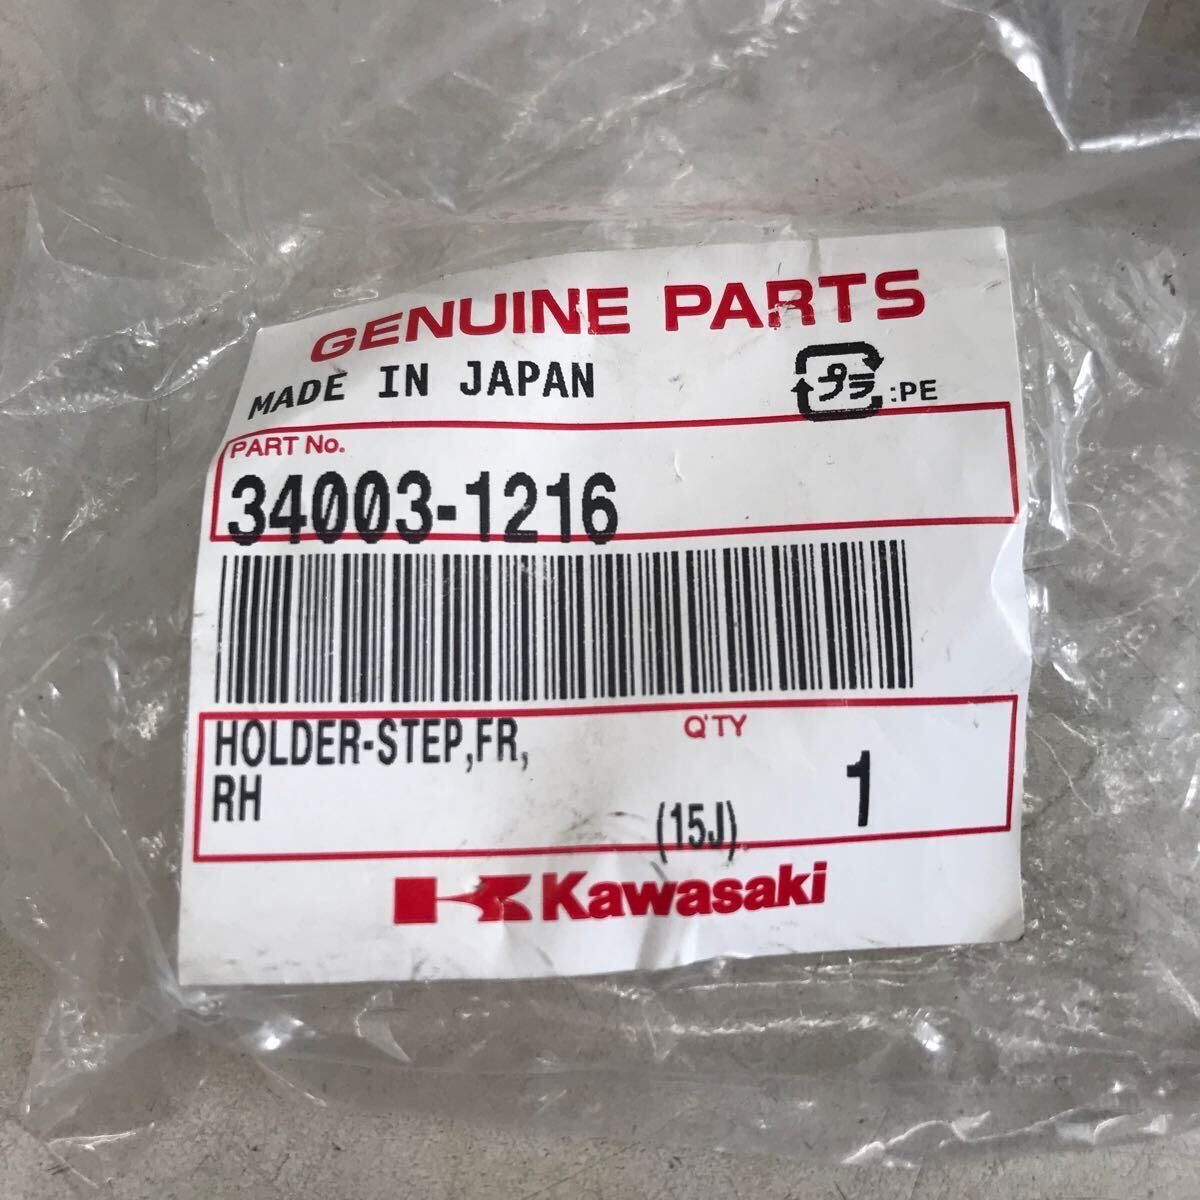 GENUINE PARTS
MADE IN JAPAN
プラ :PE
PART No.
34003-1216
HOLDER-STEP,FR, Q'TY
RH 1
(15J)
Kawasaki